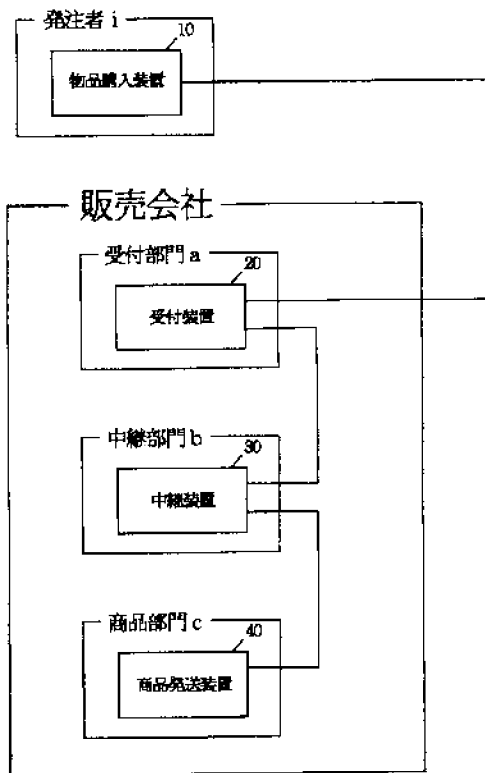 発注者 i
10
物品購入装置
販売会社
受付部門 a
20
受付装置
中継部門 b
30
中継装置
商品部門 c
40
商品発送装置